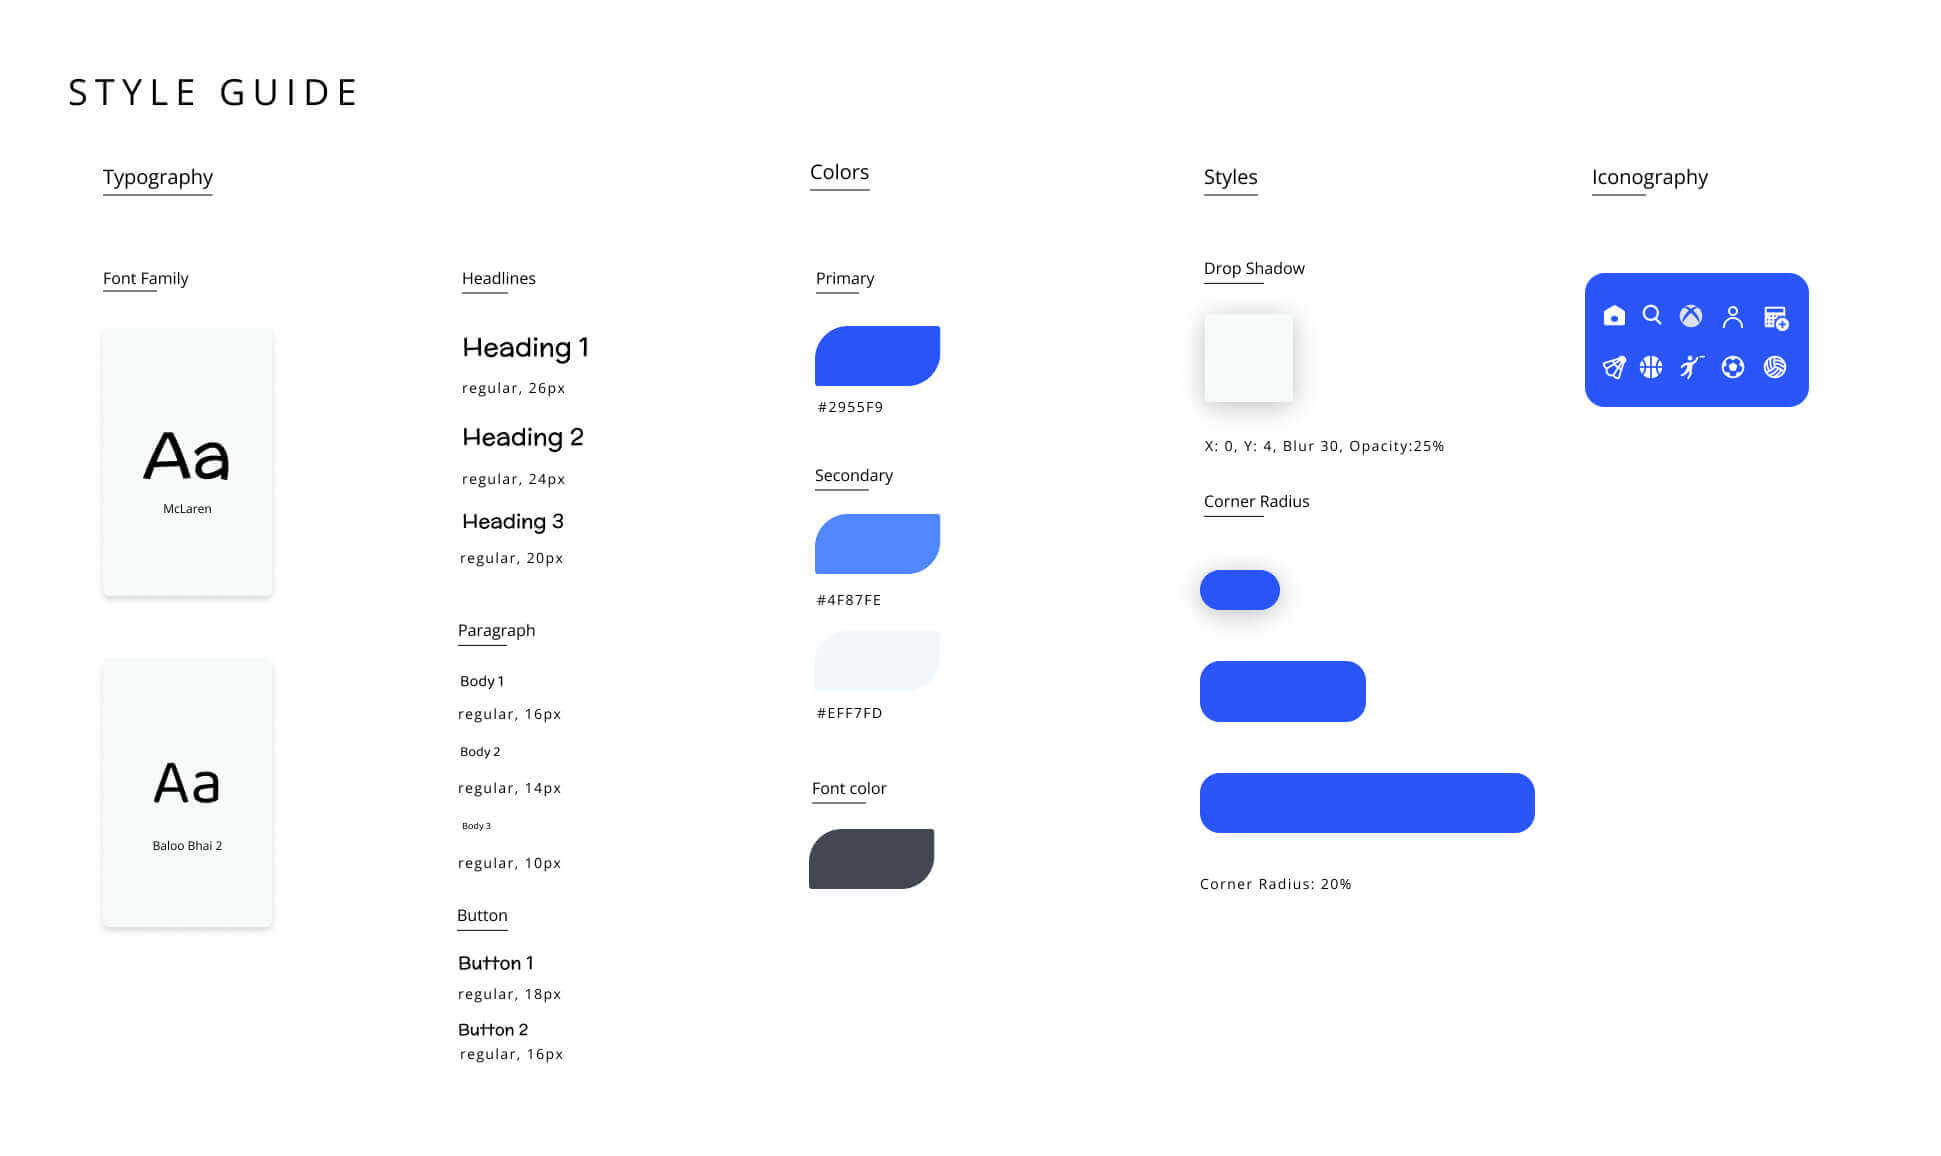 STYLE GUIDE
Typography
Font Family
Aa
McLaren
Aa
Baloo Bhai 2
Headlines
Heading 1
regular, 26px
Heading 2
regular, 24px
Heading 3
regular, 20px
Paragraph
Body 1
regular, 16px
Body 2
regular, 14px
Body 3
regular, 10px
Button
Button 1
regular, 18px
Button 2
regular, 16px
Colors
Primary
#2955F9
Secondary
#4F87FE
#EFF7FD
Font color
Styles
Drop Shadow
X: 0, Y: 4, Blur 30, Opacity:25%
Corner Radius
Corner Radius: 20%
Iconography